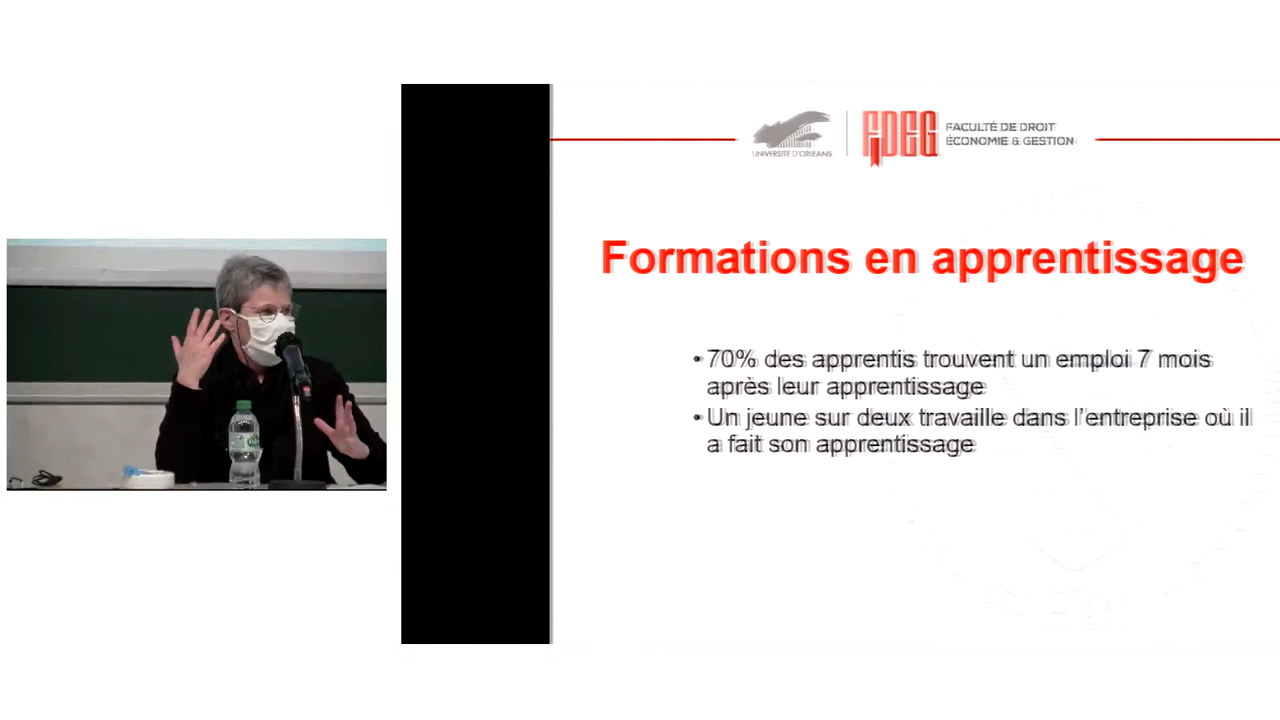 UNIVERSITÉ D'ORLÉANS
FDEG
FACULTÉ DE DROIT
ÉCONOMIE & GESTION
Formations en apprentissage
• 70% des apprentis trouvent un emploi 7 mois
après leur apprentissage
• Un jeune sur deux travaille dans l'entreprise où il
a fait son apprentissage